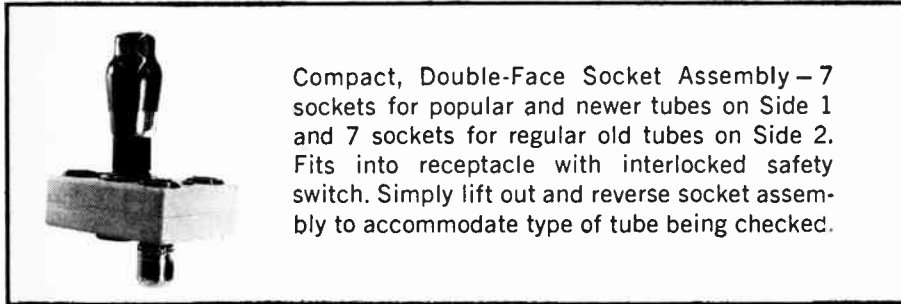 Compact, Double-Face Socket Assembly — 7
sockets for popular and newer tubes on Side 1
and 7 sockets for regular old tubes on Side 2.
Fits into receptacle with interlocked safety
switch. Simply lift out and reverse socket assem-
bly to accommodate type of tube being checked.